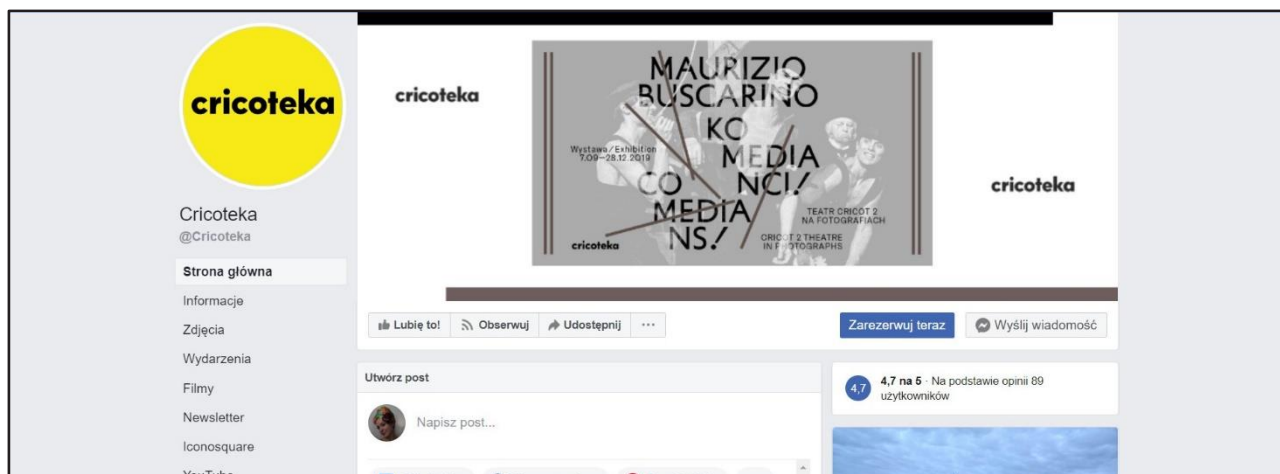 cricoteka
Cricoteka
@Cricoteka
Strona główna
Informacje
Zdjęcia
Wydarzenia
Filmy
Newsletter
Iconosquare
YouTube
cricoteka
MAURIZIO
BUSCARINO
KO
MEDIA
NCI!
CO
MEDIA
NS!
Wystawa/Exhibition
7.09–28.12.2019
TEATR CRICOT 2
NA FOTOGRAFIACH
CRICOT 2 THEATRE
IN PHOTOGRAPHS
cricoteka
cricoteka
Lubię to! Obserwuj Udostępnij ...
Zarezerwuj teraz Wyślij wiadomość
Utwórz post
Napisz post...
4,7
4,7 na 5 · Na podstawie opinii 89
użytkowników